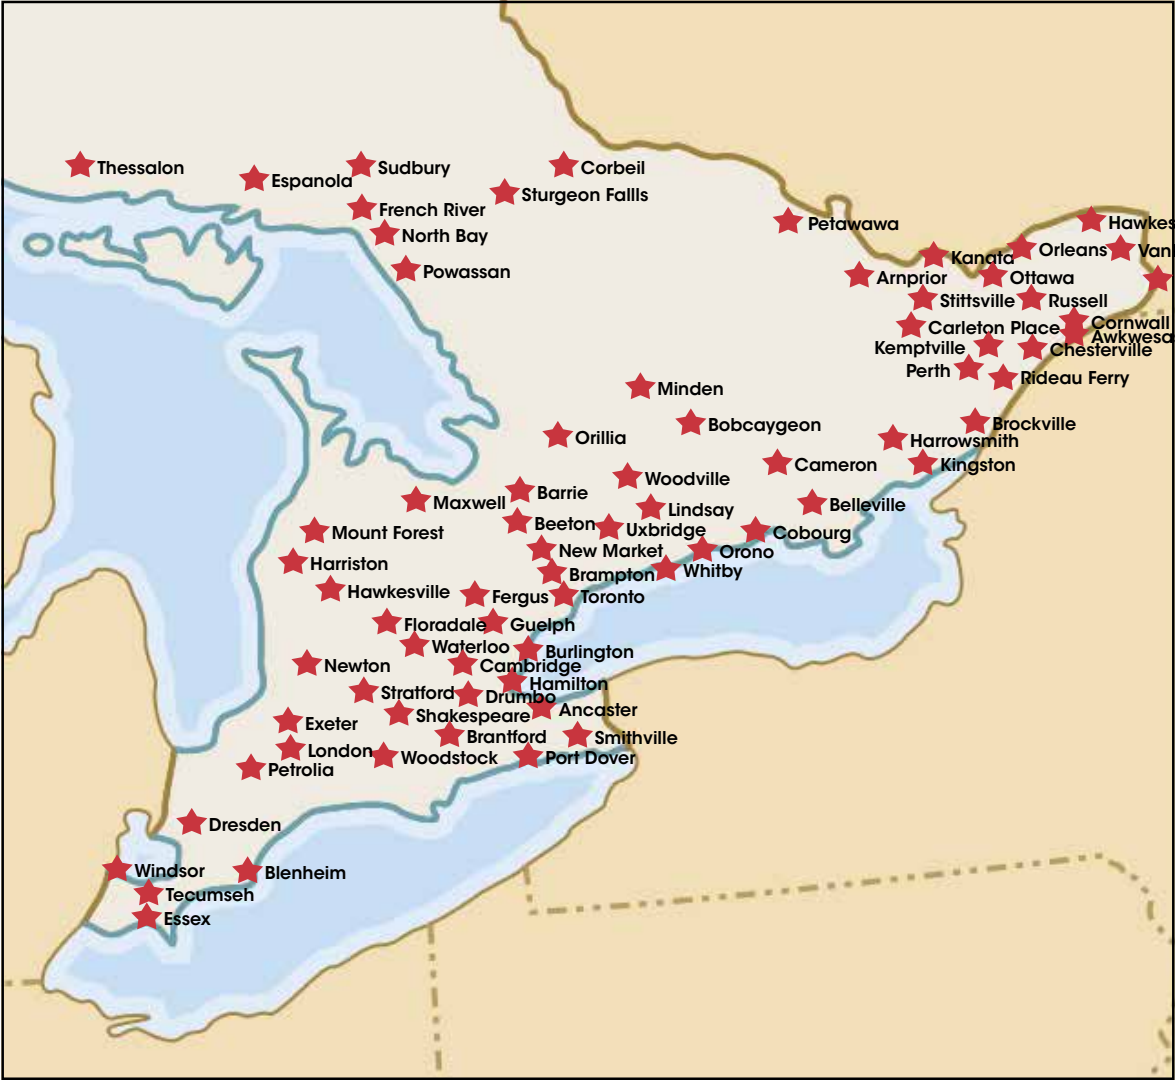 Thessalon
Espanola
Sudbury
Corbeil
Sturgeon Fallls
French River
North Bay
Powassan
Petawawa
Hawkes
Kanata
Orleans
Van
Arnprior
Ottawa
Stittsville
Russell
Carleton Place
Cornwall
Awkwesa
Kemptville
Chesterville
Perth
Rideau Ferry
Minden
Bobcaygeon
Brockville
Orillia
Harrowsmith
Cameron
Kingston
Woodville
Barrie
Maxwell
Lindsay
Belleville
Beeton
Uxbridge
Mount Forest
Cobourg
New Market
Orono
Harriston
Brampton
Whitby
Hawkesville
Fergus
Toronto
Floradale
Guelph
Waterloo
Burlington
Newton
Cambridge
Hamilton
Stratford
Drumbo
Ancaster
Shakespeare
Exeter
Brantford
Smithville
London
Woodstock
Port Dover
Petrolia
Dresden
Windsor
Blenheim
Tecumseh
Essex